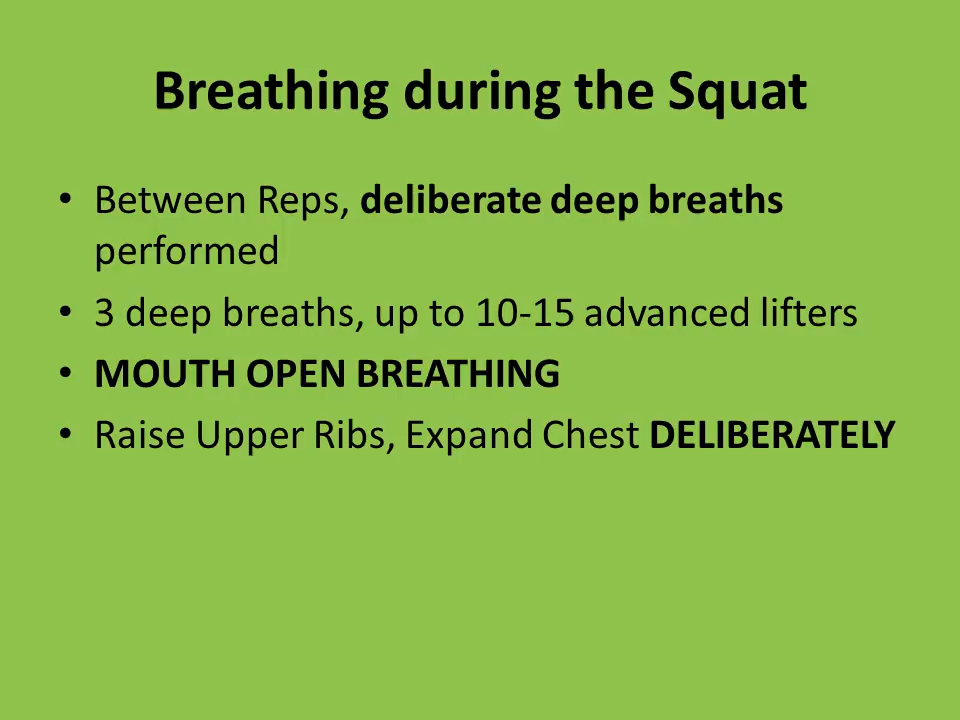 Breathing during the Squat
• Between Reps, deliberate deep breaths
performed
• 3 deep breaths, up to 10-15 advanced lifters
• MOUTH OPEN BREATHING
• Raise Upper Ribs, Expand Chest DELIBERATELY